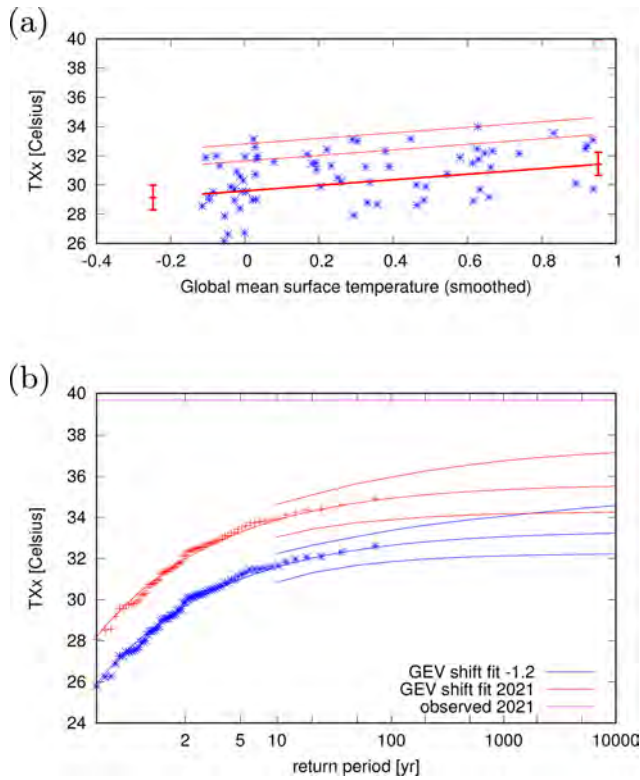 (a)
40
38
36
34
32
30
28
26
TXx [Celsius]
-0.4 -0.2 0 0.2 0.4 0.6 0.8 1
Global mean surface temperature (smoothed)
(b)
40
38
36
34
32
30
28
26
24
TXx [Celsius]
GEV shift fit -1.2
GEV shift fit 2021
observed 2021
2 5 10 100 1000 10000
return period [yr]